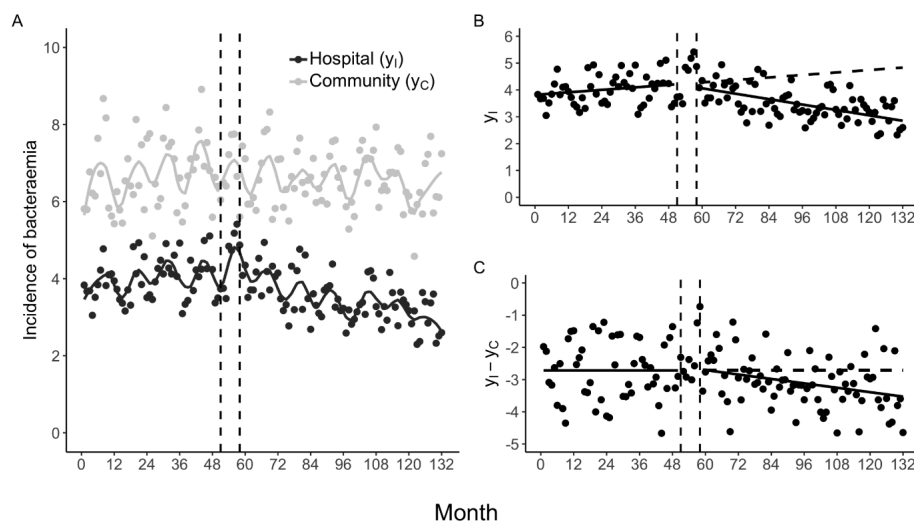 A
10
8
6
4
2
0
Incidence of bacteraemia
Hospital (yI)
Community (yC)
0 12 24 36 48 60 72 84 96 108 120 132
B
6
5
4
3
2
1
0
yI
0 12 24 36 48 60 72 84 96 108 120 132
C
0
-1
-2
-3
-4
-5
yI – yC
0 12 24 36 48 60 72 84 96 108 120 132
Month